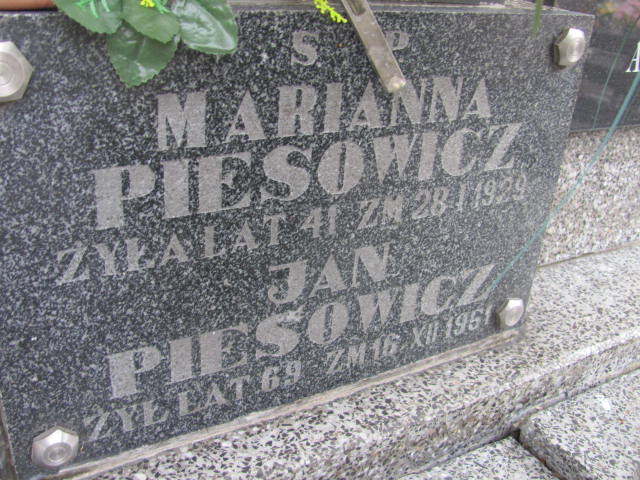 S P
MARIANNA
PIESOWICZ
ŻYŁA LAT 41 ZM 28 I 1929
JAN
PIESOWICZ
ŻYŁ LAT 69 ZM 16 XII 1961
A